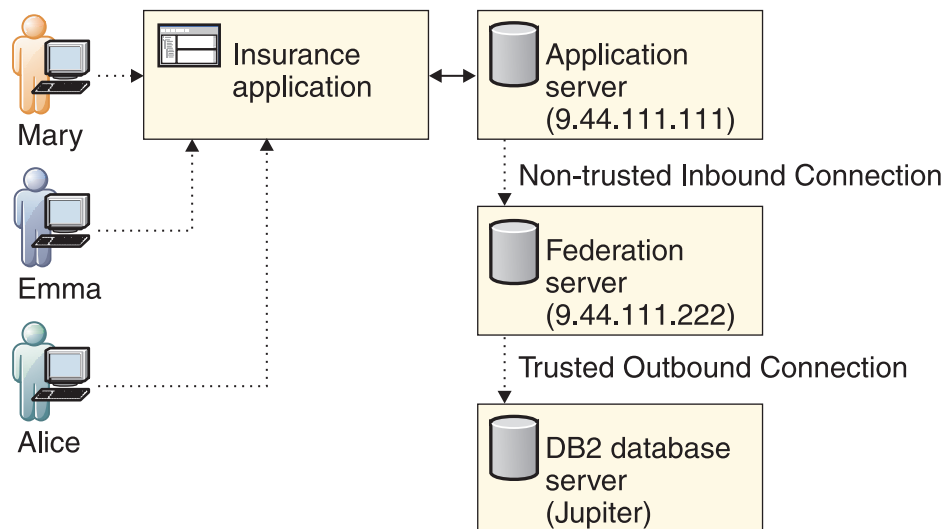 Mary
Emma
Alice
Insurance
application
Application
server
(9.44.111.111)
Non-trusted Inbound Connection
Federation
server
(9.44.111.222)
Trusted Outbound Connection
DB2 database
server
(Jupiter)